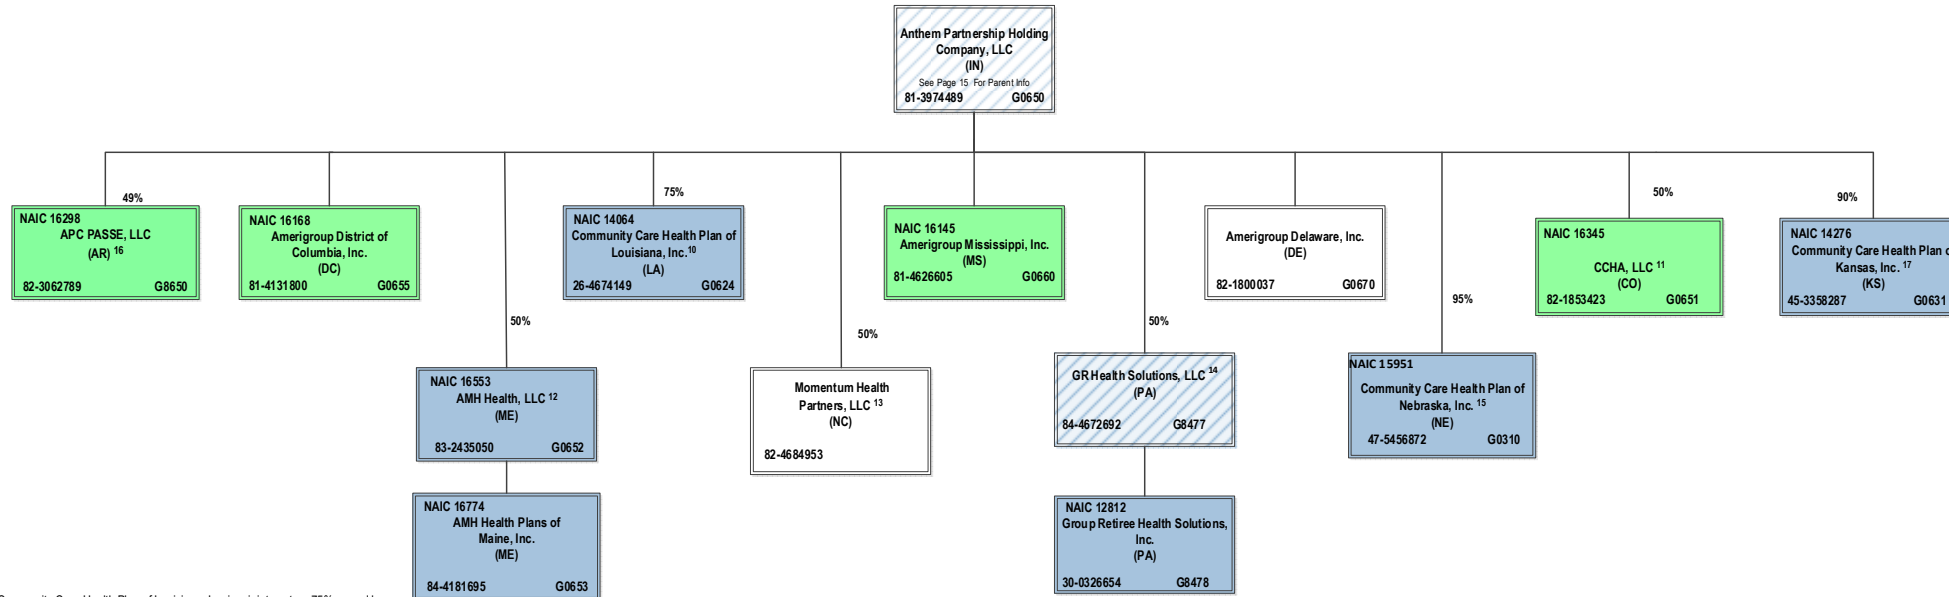 Anthem Partnership Holding
Company, LLC
(IN)
See Page 15 For Parent Info
81-3974489 G0650
49%
NAIC 16298
APC PASSE, LLC
(AR) 16
82-3062789 G8650
NAIC 16168
Amerigroup District of
Columbia, Inc.
(DC)
81-4131800 G0655
75%
NAIC 14064
Community Care Health Plan of
Louisiana, Inc.10
(LA)
26-4674149 G0624
NAIC 16145
Amerigroup Mississippi, Inc.
(MS)
81-4626605 G0660
Amerigroup Delaware, Inc.
(DE)
82-1800037 G0670
50%
NAIC 16345
CCHA, LLC 11
(CO)
82-1853423 G0651
90%
NAIC 14276
Community Care Health Plan
Kansas, Inc. 17
(KS)
45-3358287 G0631
50%
NAIC 16553
AMH Health, LLC 12
(ME)
83-2435050 G0652
50%
Momentum Health
Partners, LLC 13
(NC)
82-4684953
50%
GR Health Solutions, LLC 14
(PA)
84-4672692 G8477
95%
NAIC 15951
Community Care Health Plan of
Nebraska, Inc. 15
(NE)
47-5456872 G0310
NAIC 16774
AMH Health Plans of
Maine, Inc.
(ME)
84-4181695 G0653
NAIC 12812
Group Retiree Health Solutions,
Inc.
(PA)
30-0326654 G8478